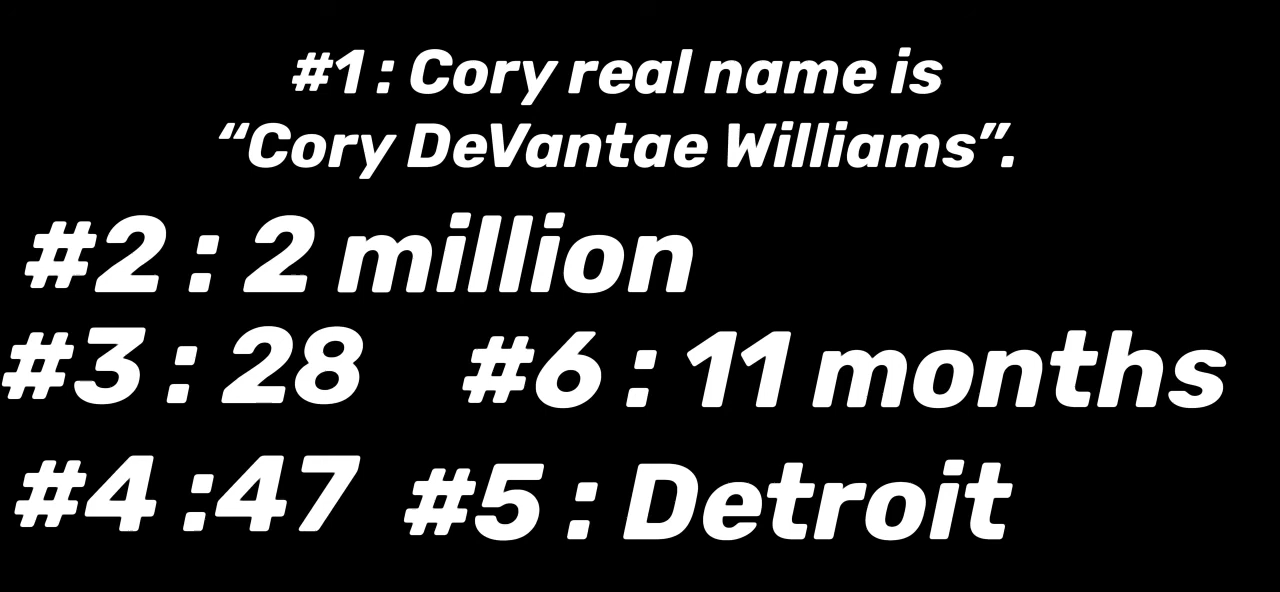 #1 : Cory real name is
“Cory DeVantae Williams”.
#2 : 2 million
#3 : 28 #6 : 11 months
#4 :47 #5 : Detroit